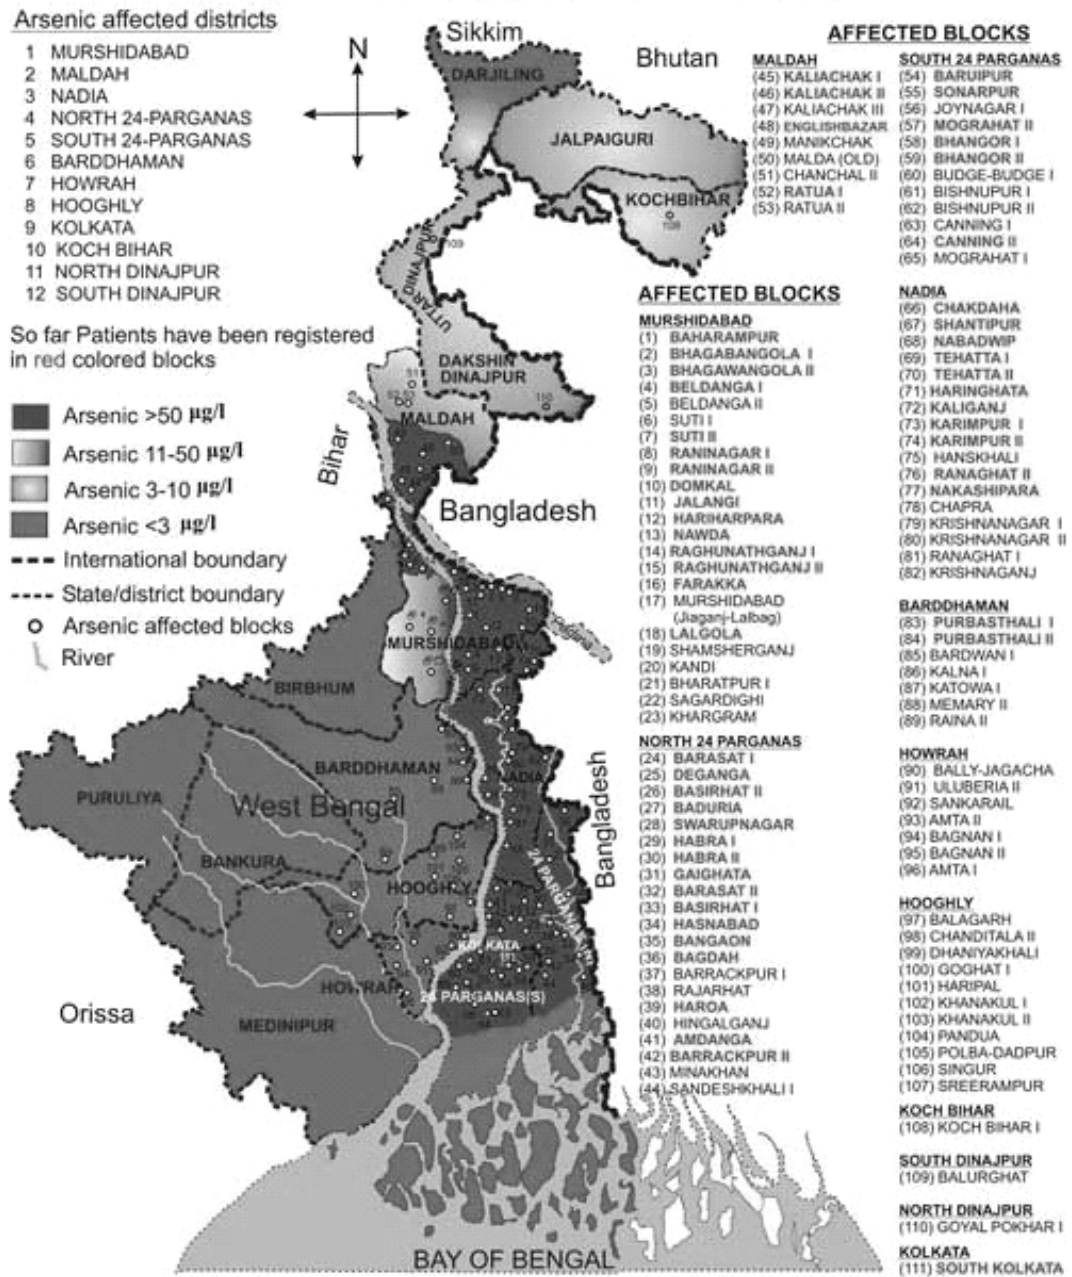 Arsenic affected districts
1 MURSHIDABAD
2 MALDAH
3 NADIA
4 NORTH 24-PARGANAS
5 SOUTH 24-PARGANAS
6 BARDDHAMAN
7 HOWRAH
8 HOOGHLY
9 KOLKATA
10 KOCH BIHAR
11 NORTH DINAJPUR
12 SOUTH DINAJPUR
So far Patients have been registered
in red colored blocks
Arsenic >50 µg/l
Arsenic 11-50 µg/l
Arsenic 3-10 µg/l
Arsenic <3 µg/l
International boundary
State/district boundary
Arsenic affected blocks
River
N
Sikkim
Bhutan
DARJILING
JALPAIGURI
KOCHBIHAR
108
109
UTTAR DINAJPUR
DAKSHIN
DINAJPUR
110
51
MALDAH
Bihar
Bangladesh
MURSHIDABAD
BIRBHUM
BARDDHAMAN
NADIA
PURULIYA
West Bengal
BANKURA
HOOGHLY
Bangladesh
KOLKATA
HOWRAH
24 PARGANAS(S)
MEDINIPUR
Orissa
BAY OF BENGAL
AFFECTED BLOCKS
MALDAH
(45) KALIACHAK I
(46) KALIACHAK II
(47) KALIACHAK III
(48) ENGLISHBAZAR
(49) MANIKCHAK
(50) MALDA (OLD)
(51) CHANCHAL II
(52) RATUA I
(53) RATUA II
SOUTH 24 PARGANAS
(54) BARUIPUR
(55) SONARPUR
(56) JOYNAGAR I
(57) MOGRAHAT II
(58) BHANGOR I
(59) BHANGOR II
(60) BUDGE-BUDGE I
(61) BISHNUPUR I
(62) BISHNUPUR II
(63) CANNING I
(64) CANNING II
(65) MOGRAHAT I
AFFECTED BLOCKS
MURSHIDABAD
(1) BAHARAMPUR
(2) BHAGABANGOLA I
(3) BHAGAWANGOLA II
(4) BELDANGA I
(5) BELDANGA II
(6) SUTI I
(7) SUTI II
(8) RANINAGAR I
(9) RANINAGAR II
(10) DOMKAL
(11) JALANGI
(12) HARIHARPARA
(13) NAWDA
(14) RAGHUNATHGANJ I
(15) RAGHUNATHGANJ II
(16) FARAKKA
(17) MURSHIDABAD
(Jiaganj-Lalbag)
(18) LALGOLA
(19) SHAMSHERGANJ
(20) KANDI
(21) BHARATPUR I
(22) SAGARDIGHI
(23) KHARGRAM
NORTH 24 PARGANAS
(24) BARASAT I
(25) DEGANGA
(26) BASIRHAT II
(27) BADURIA
(28) SWARUPNAGAR
(29) HABRA I
(30) HABRA II
(31) GAIGHATA
(32) BARASAT II
(33) BASIRHAT I
(34) HASNABAD
(35) BANGAON
(36) BAGDAH
(37) BARRACKPUR I
(38) RAJARHAT
(39) HAROA
(40) HINGALGANJ
(41) AMDANGA
(42) BARRACKPUR II
(43) MINAKHAN
(44) SANDESHKHALI I
NADIA
(66) CHAKDAHA
(67) SHANTIPUR
(68) NABADWIP
(69) TEHATTA I
(70) TEHATTA II
(71) HARINGHATA
(72) KALIGANJ
(73) KARIMPUR I
(74) KARIMPUR II
(75) HANSKHALI
(76) RANAGHAT II
(77) NAKASHIPARA
(78) CHAPRA
(79) KRISHNANAGAR I
(80) KRISHNANAGAR II
(81) RANAGHAT I
(82) KRISHNAGANJ
BARDDHAMAN
(83) PURBASTHALI I
(84) PURBASTHALI II
(85) BARDWAN I
(86) KALNA I
(87) KATOWA I
(88) MEMARY II
(89) RAINA II
HOWRAH
(90) BALLY-JAGACHA
(91) ULUBERIA II
(92) SANKARAIL
(93) AMTA II
(94) BAGNAN I
(95) BAGNAN II
(96) AMTA I
HOOGHLY
(97) BALAGARH
(98) CHANDITALA II
(99) DHANIYAKHALI
(100) GOGHAT I
(101) HARIPAL
(102) KHANAKUL I
(103) KHANAKUL II
(104) PANDUA
(105) POLBA-DADPUR
(106) SINGUR
(107) SREERAMPUR
KOCH BIHAR
(108) KOCH BIHAR I
SOUTH DINAJPUR
(109) BALURGHAT
NORTH DINAJPUR
(110) GOYAL POKHAR I
KOLKATA
(111) SOUTH KOLKATA